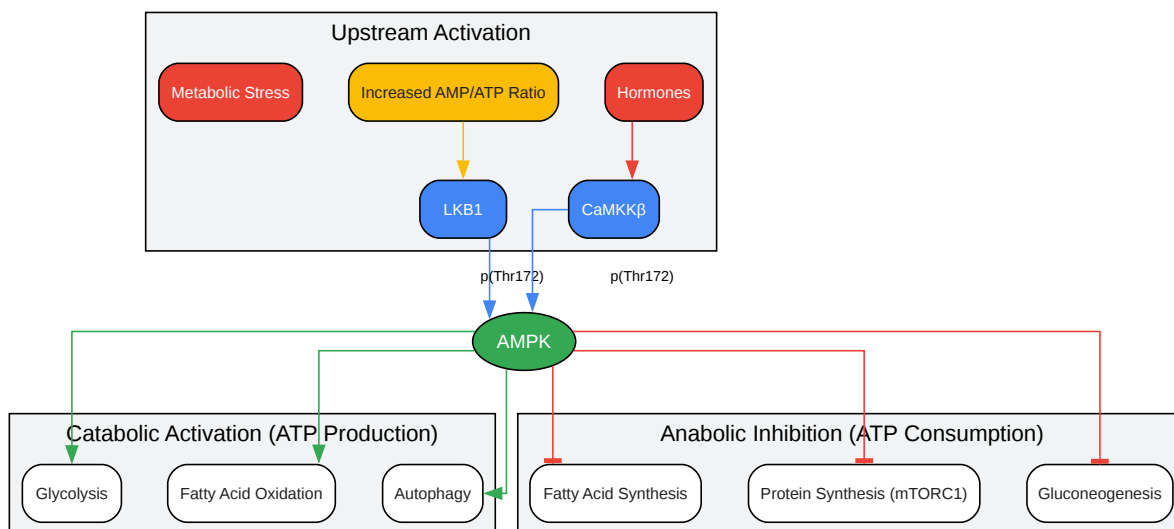 Upstream Activation
Metabolic Stress
Increased AMP/ATP Ratio
Hormones
LKB1
CaMKKβ
p(Thr172)
p(Thr172)
AMPK
Catabolic Activation (ATP Production)
Anabolic Inhibition (ATP Consumption)
Glycolysis
Fatty Acid Oxidation
Autophagy
Fatty Acid Synthesis
Protein Synthesis (mTORC1)
Gluconeogenesis